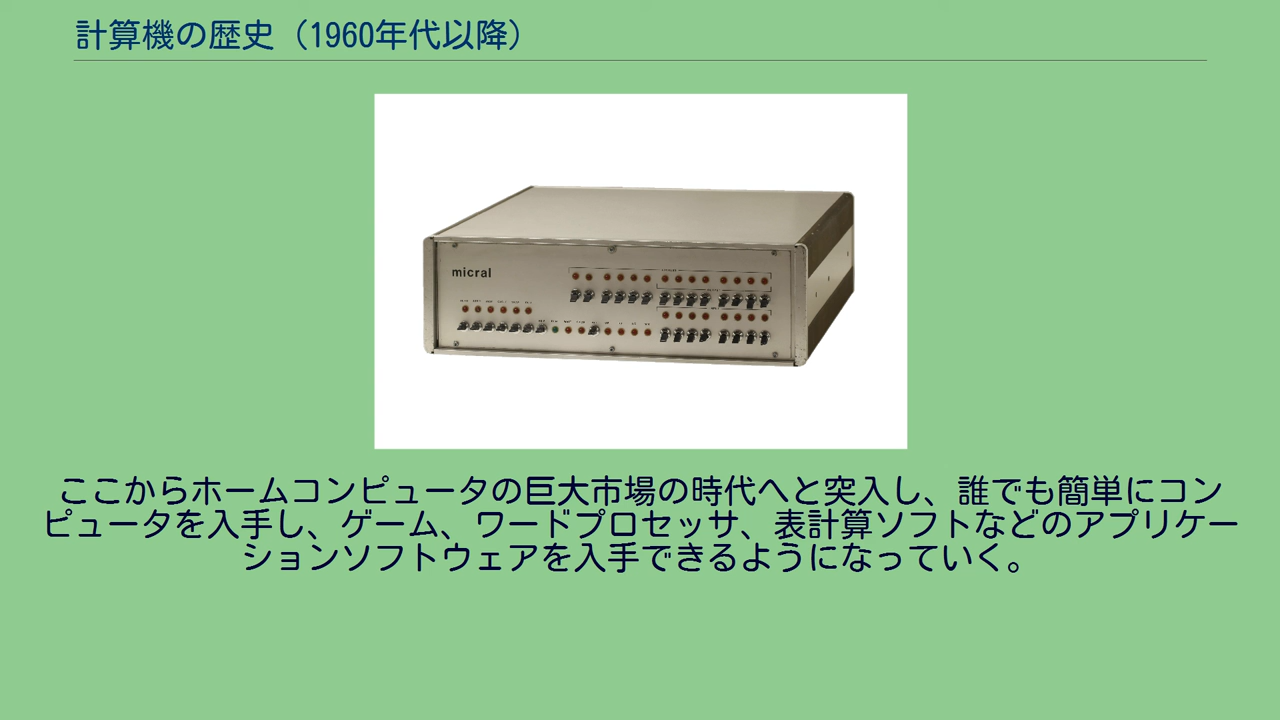 計算機の歴史（1960年代以降）
micral
ここからホームコンピュータの巨大市場の時代へと突入し、誰でも簡単にコン
ピュータを入手し、ゲーム、ワードプロセッサ、表計算ソフトなどのアプリケー
ションソフトウェアを入手できるようになっていく。